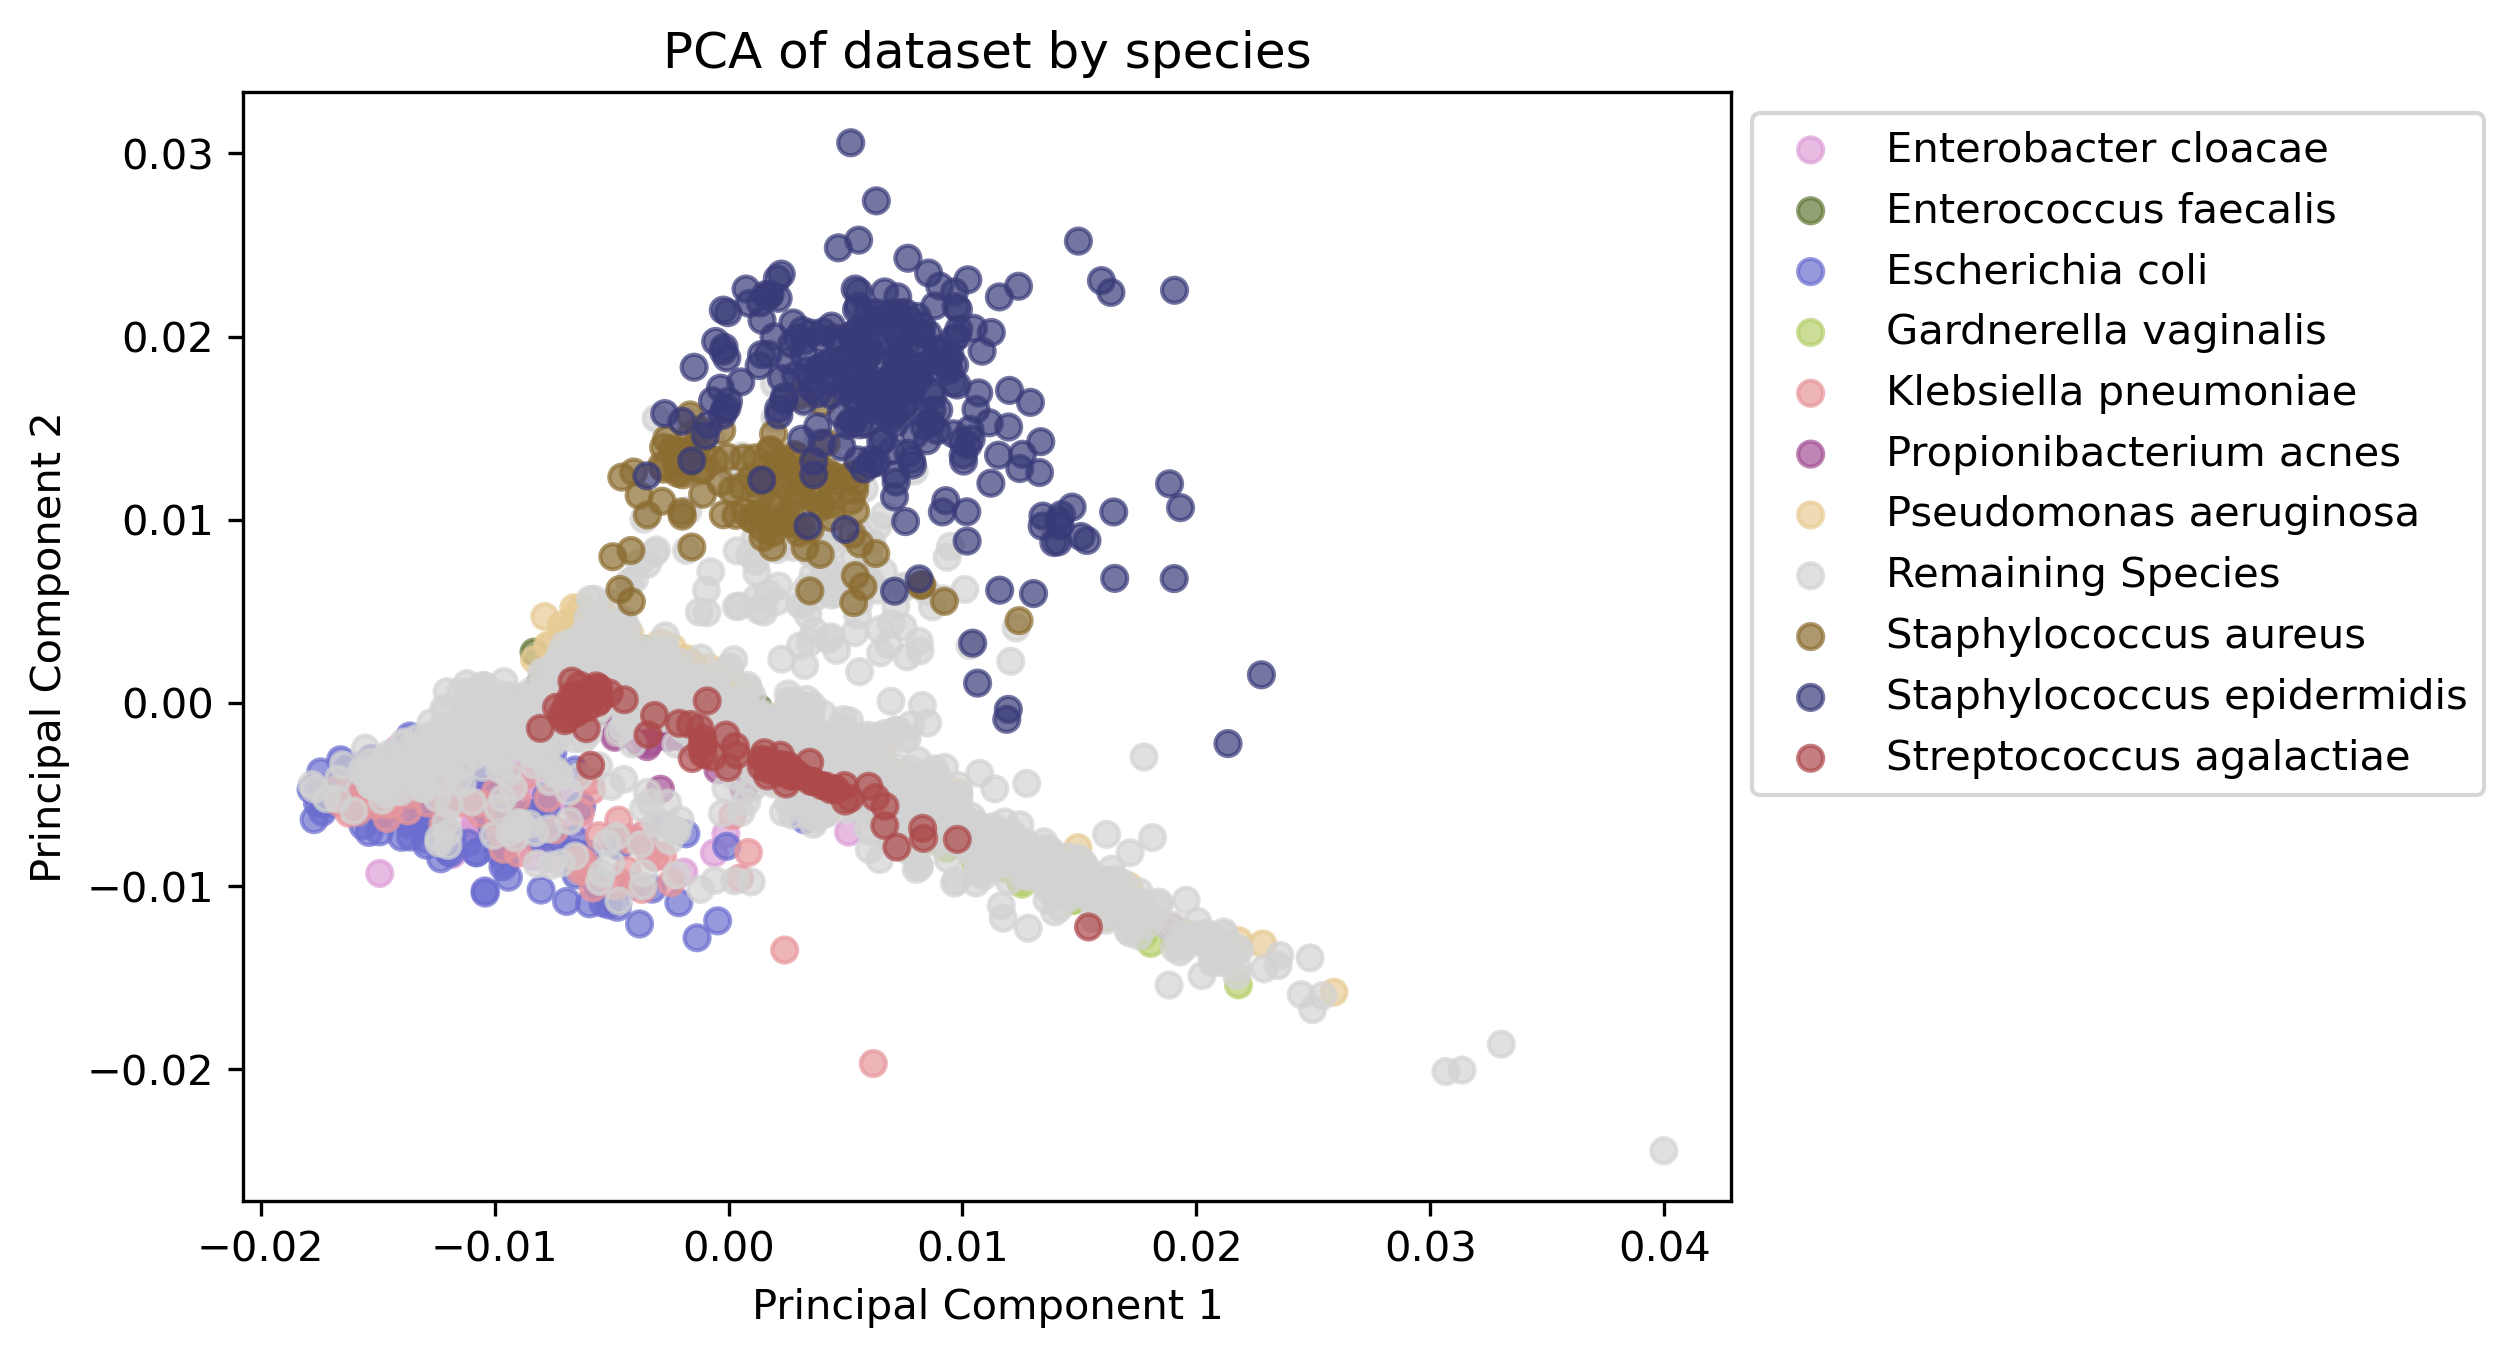 PCA of dataset by species
Enterobacter cloacae
Enterococcus faecalis
Escherichia coli
Gardnerella vaginalis
Klebsiella pneumoniae
Propionibacterium acnes
Pseudomonas aeruginosa
Remaining Species
Staphylococcus aureus
Staphylococcus epidermidis
Streptococcus agalactiae
Principal Component 2
0.03
0.02
0.01
0.00
−0.01
−0.02
−0.02 −0.01 0.00 0.01 0.02 0.03 0.04
Principal Component 1